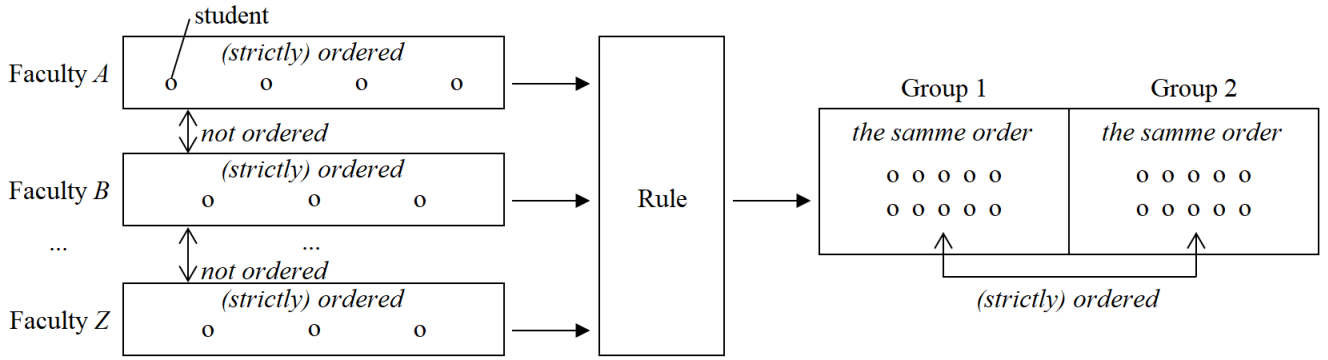 student
Faculty A
(strictly) ordered
o o o o
not ordered
Faculty B
(strictly) ordered
o o o
... ...
not ordered
Faculty Z
(strictly) ordered
o o o
Rule
Group 1
the samme order
o o o o o
o o o o o
Group 2
the samme order
o o o o o
o o o o o
(strictly) ordered